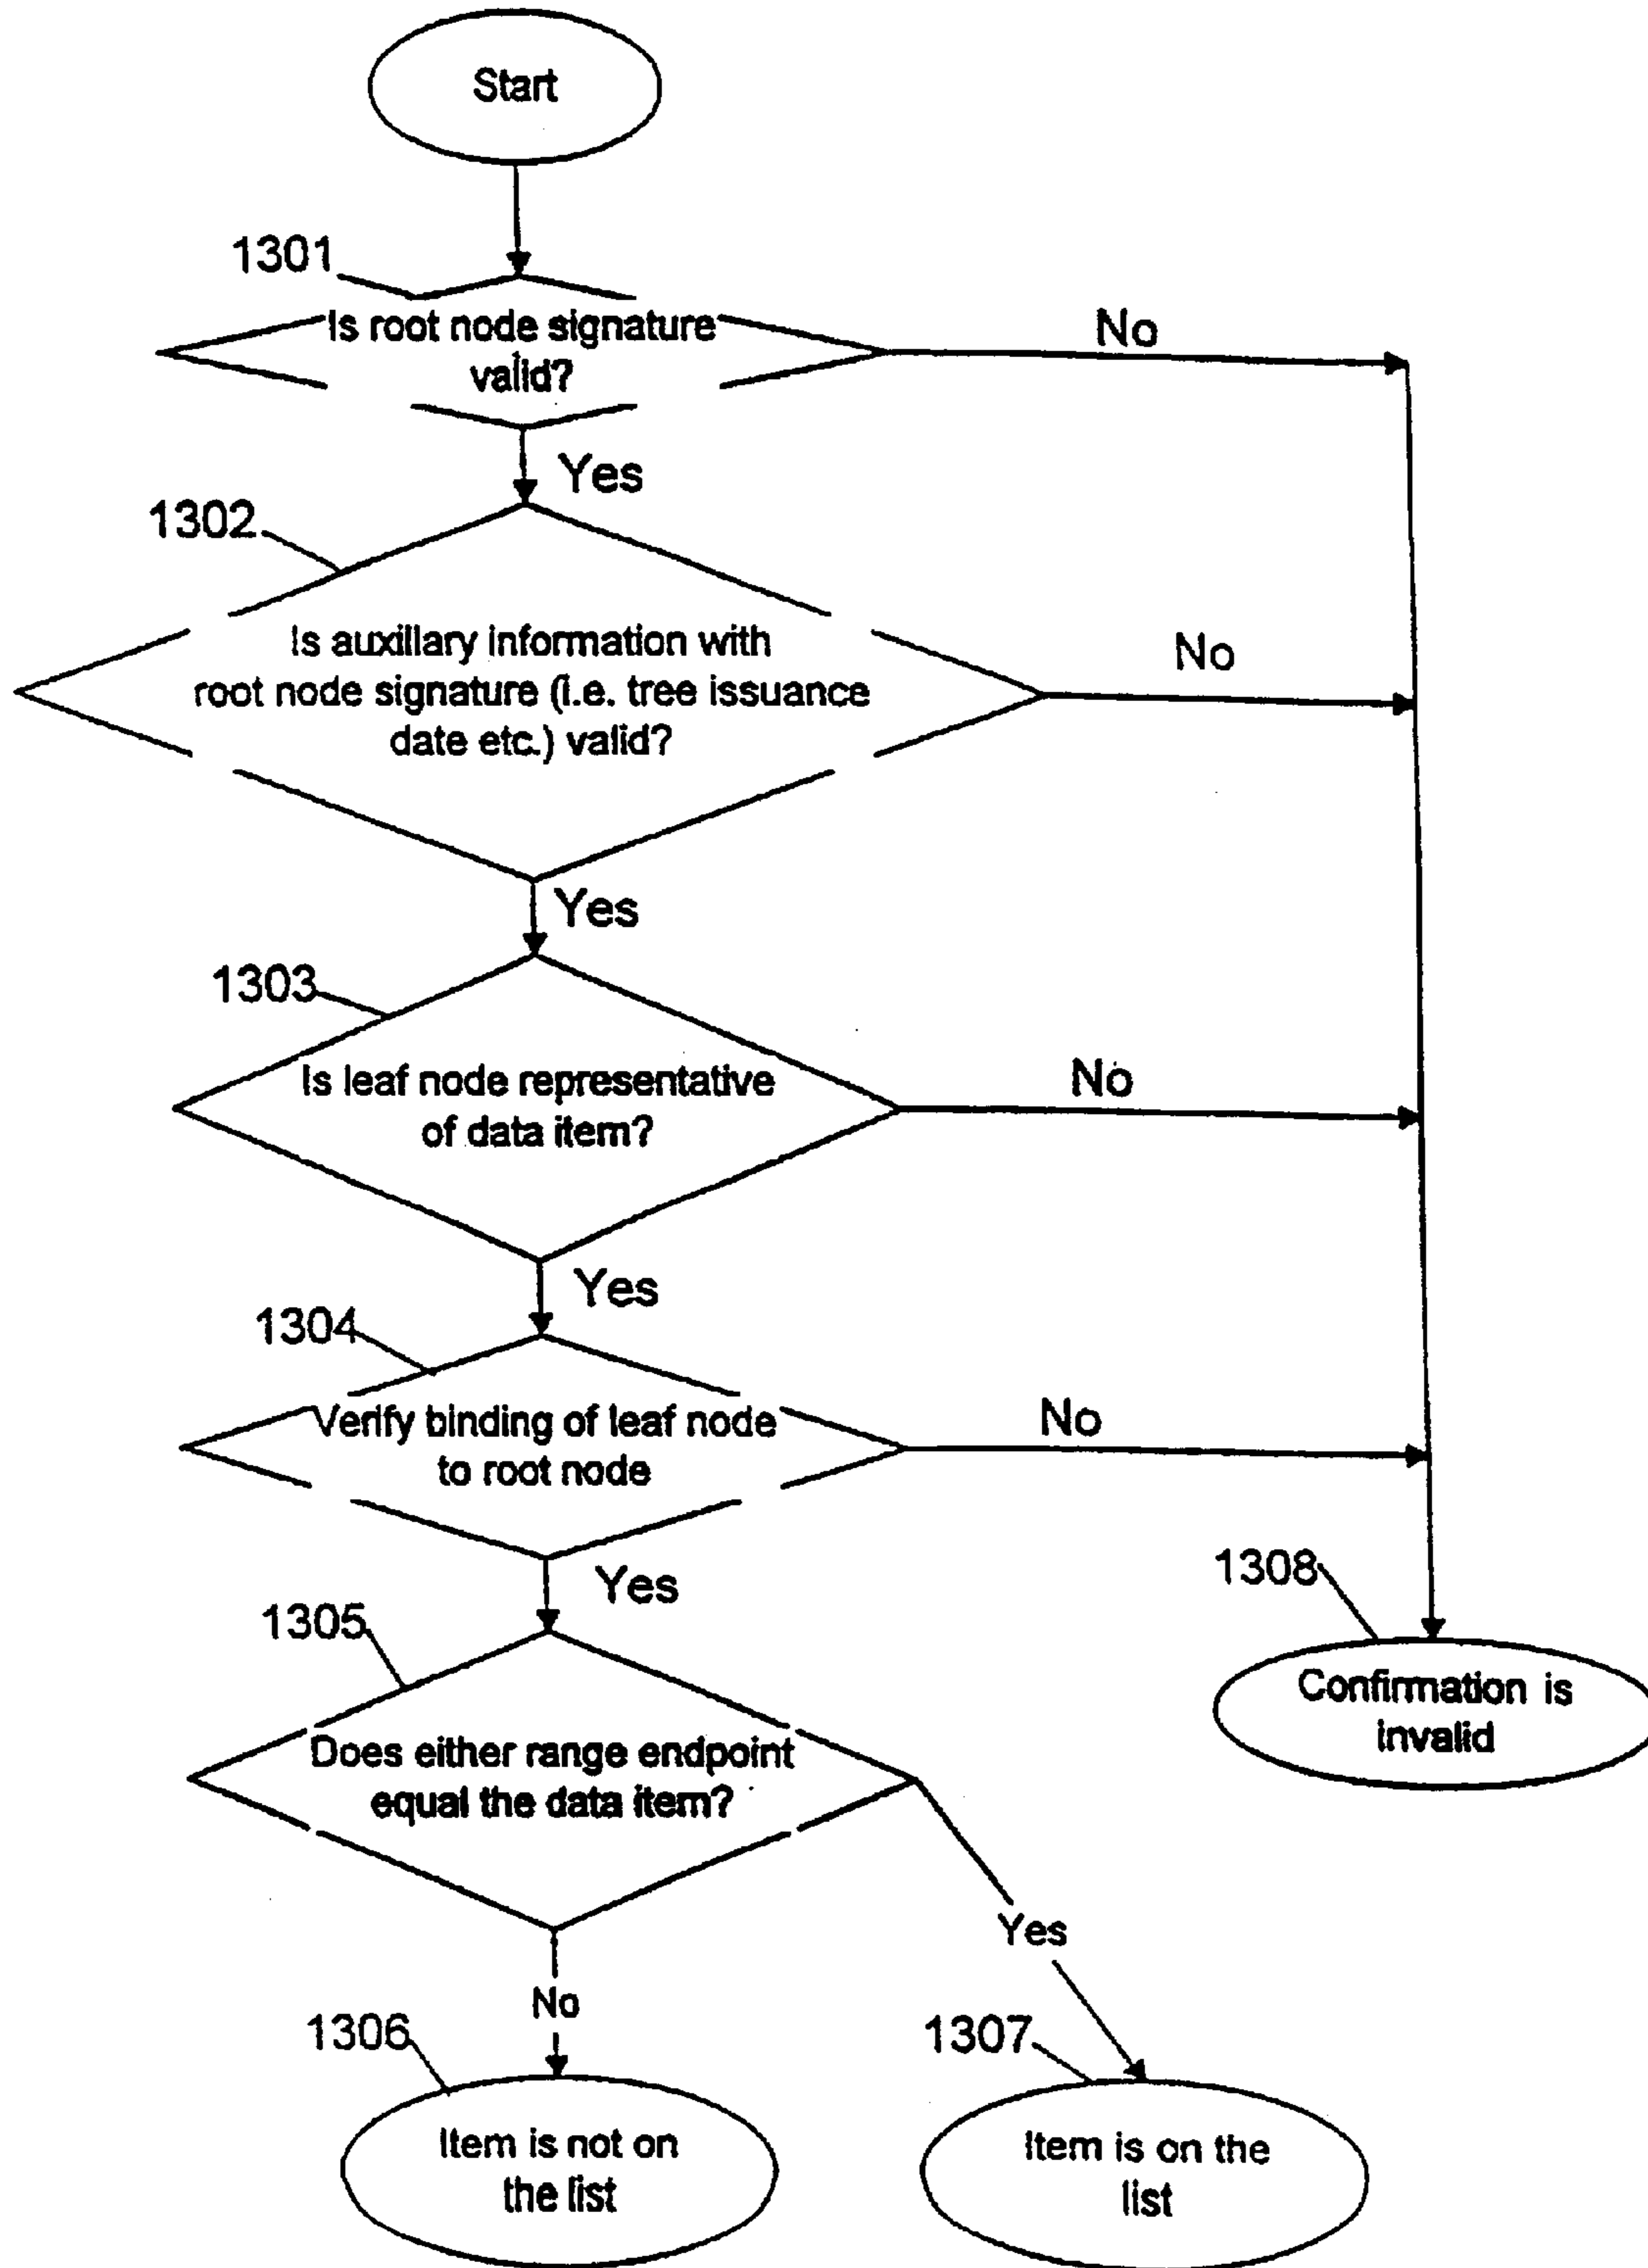 Start
1301
Is root node signature
valid?
No
Yes
1302
Is auxillary information with
root node signature (i.e. tree issuance
date etc.) valid?
No
Yes
1303
Is leaf node representative
of data item?
No
Yes
1304
Verify binding of leaf node
to root node
No
Yes
1305
Does either range endpoint
equal the data item?
1308
Confirmation is
invalid
Yes
No
1306
Item is not on
the list
1307
Item is on the
list